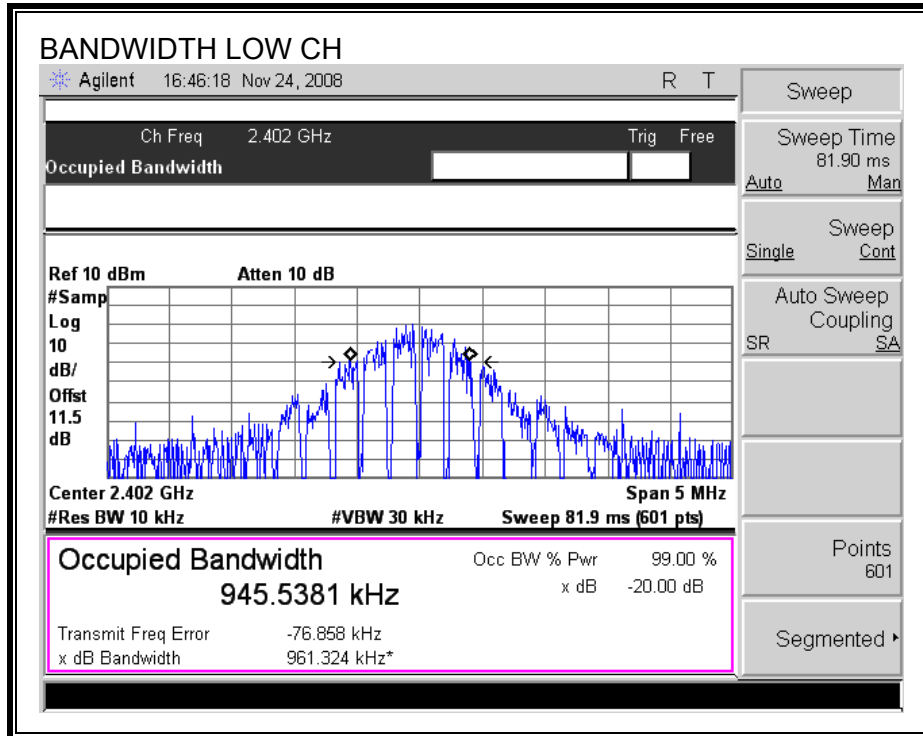 BANDWIDTH LOW CH
Agilent 16:46:18 Nov 24, 2008 R T
Ch Freq 2.402 GHz Trig Free
Occupied Bandwidth
Ref 10 dBm Atten 10 dB
#Samp
Log
10
dB/
Offst
11.5
dB
Center 2.402 GHz Span 5 MHz
#Res BW 10 kHz #VBW 30 kHz Sweep 81.9 ms (601 pts)
Occupied Bandwidth Occ BW % Pwr 99.00 %
945.5381 kHz x dB -20.00 dB
Transmit Freq Error -76.858 kHz
x dB Bandwidth 961.324 kHz*
Sweep
Sweep Time
81.90 ms
Auto Man
Sweep
Single Cont
Auto Sweep
Coupling
SR SA
Points
601
Segmented